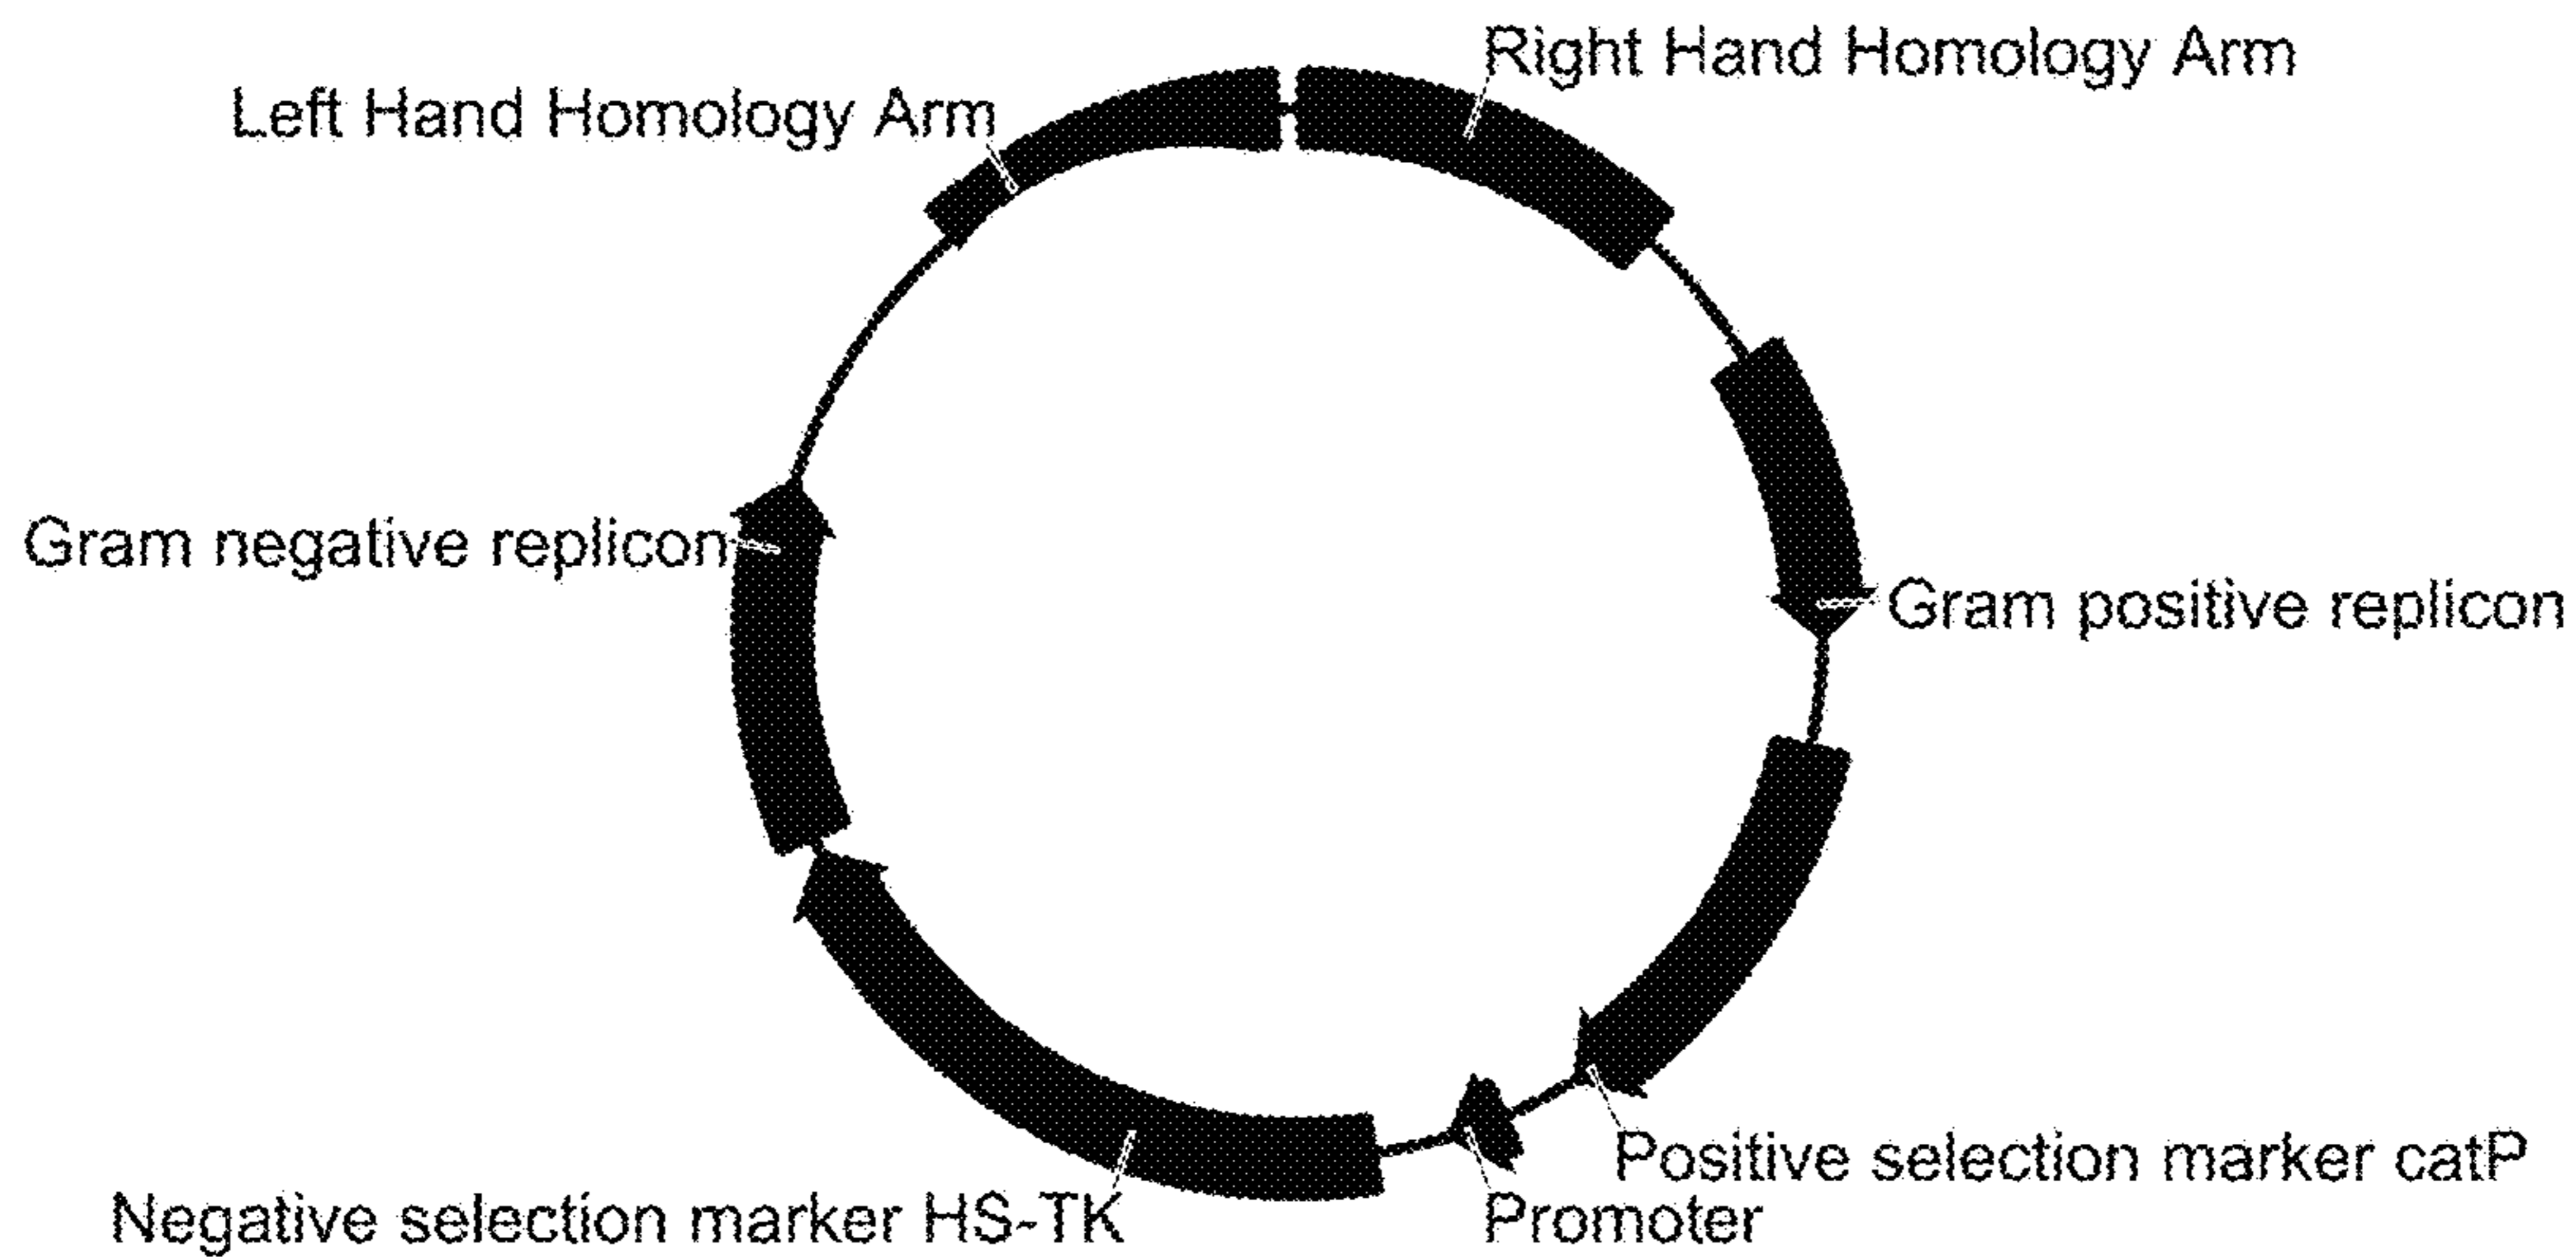 Right Hand Homology Arm
Left Hand Homology Arm
Gram negative replicon
Gram positive replicon
Positive selection marker catP
Negative selection marker HS-TK
Promoter